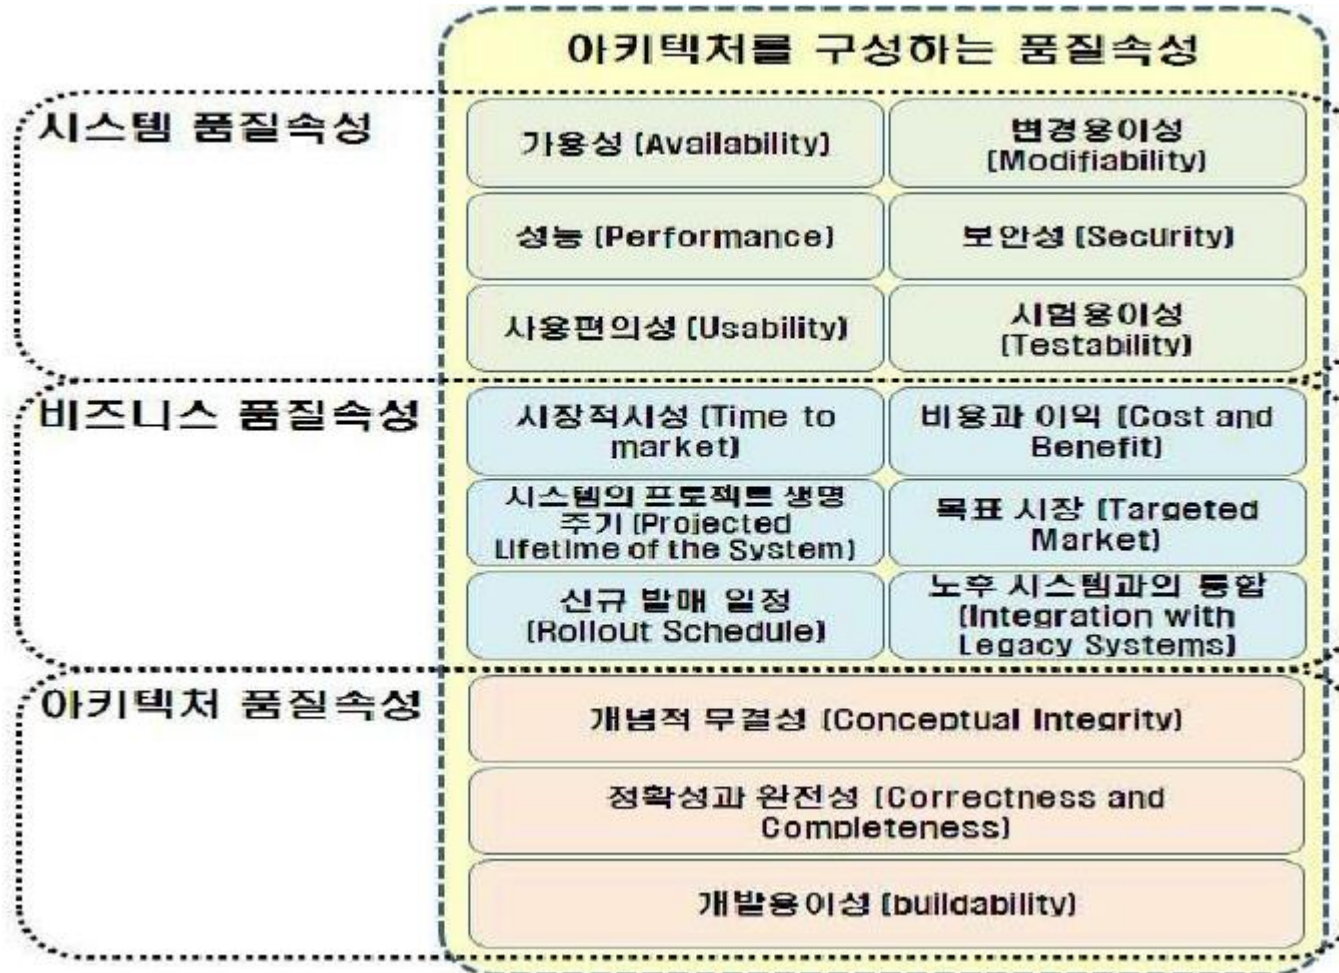 아키텍처를 구성하는 품질속성
시스템 품질속성
가용성 (Availability)
변경용이성
(Modifiability)
성능 (Performance)
보안성 (Security)
사용편의성 (Usability)
시험용이성
(Testability)
비즈니스 품질속성
시장적시성 (Time to
market)
비용과 이익 (Cost and
Benefit)
시스템의 프로젝트 생명
주기 (Projected
Lifetime of the System)
목표 시장 (Targeted
Market)
신규 발매 일정
(Rollout Schedule)
노후 시스템과의 통합
(Integration with
Legacy Systems)
아키텍처 품질속성
개념적 무결성 (Conceptual Integrity)
정확성과 완전성 (Correctness and
Completeness)
개발용이성 (buildability)